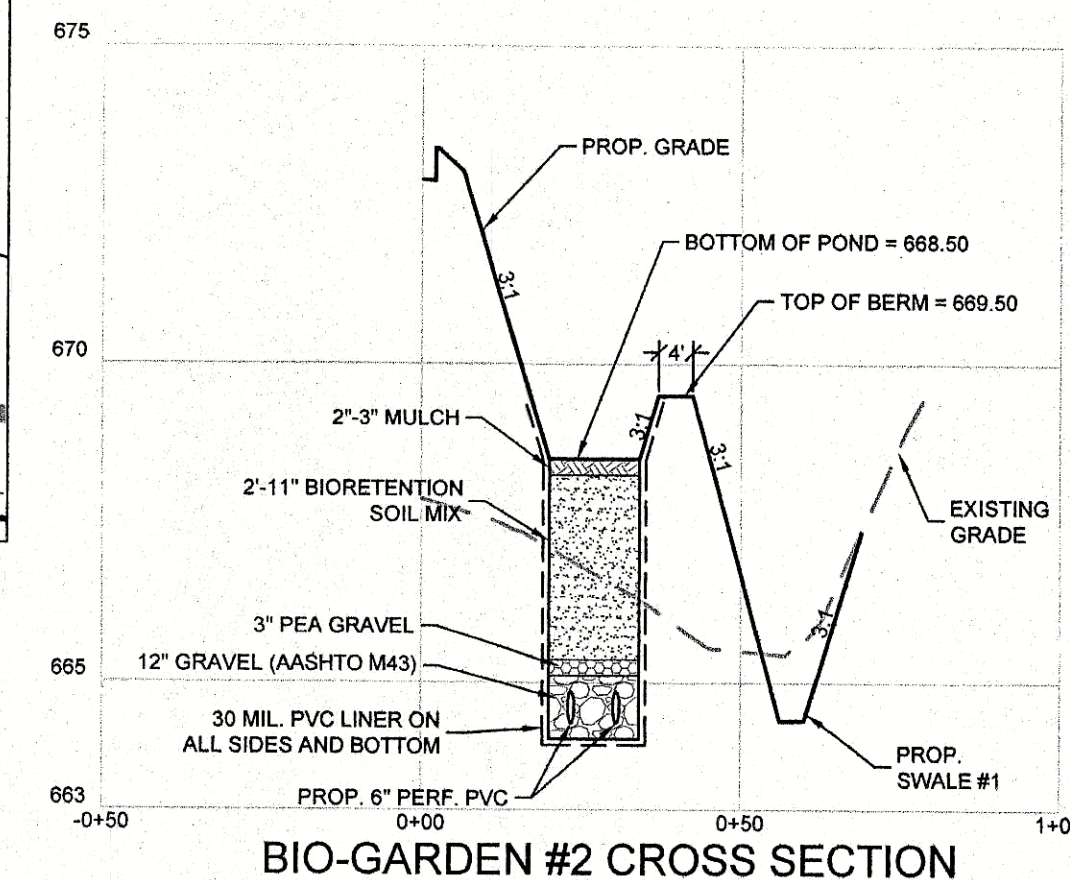 675
PROP. GRADE
BOTTOM OF POND = 668.50
3:1
TOP OF BERM = 669.50
670
4'
2"-3" MULCH
3:1
3:1
2'-11" BIORETENTION
SOIL MIX
EXISTING
GRADE
3" PEA GRAVEL
3:1
12" GRAVEL (AASHTO M43)
665
30 MIL. PVC LINER ON
ALL SIDES AND BOTTOM
PROP.
SWALE #1
PROP. 6" PERF. PVC
663
-0+50
0+00
0+50
1+0
BIO-GARDEN #2 CROSS SECTION